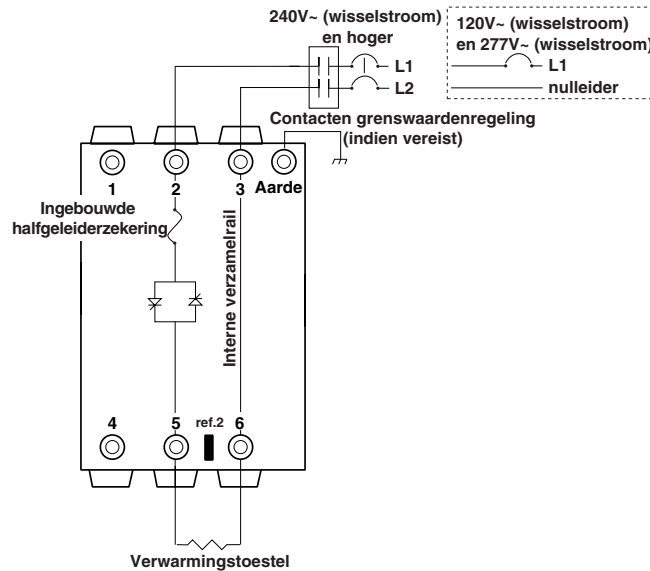 240V~ (wisselstroom)
en hoger
L1
L2
120V~ (wisselstroom)
en 277V~ (wisselstroom)
L1
nulleider
Contacten grenswaardenregeling
(indien vereist)
1
2
3
Aarde
Ingebouwde
halfgeleiderzekering
Interne verzamelrail
4
5
ref.2
6
Verwarmingstoestel